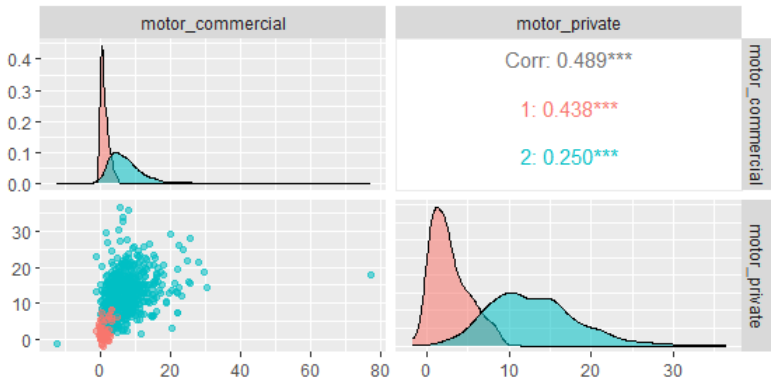 motor_commercial motor_private
0.4
0.3
0.2
0.1
0.0
Corr: 0.489***
1: 0.438***
2: 0.250***
motor_commercial
30
20
10
0
motor_private
0 20 40 60 80 0 10 20 30